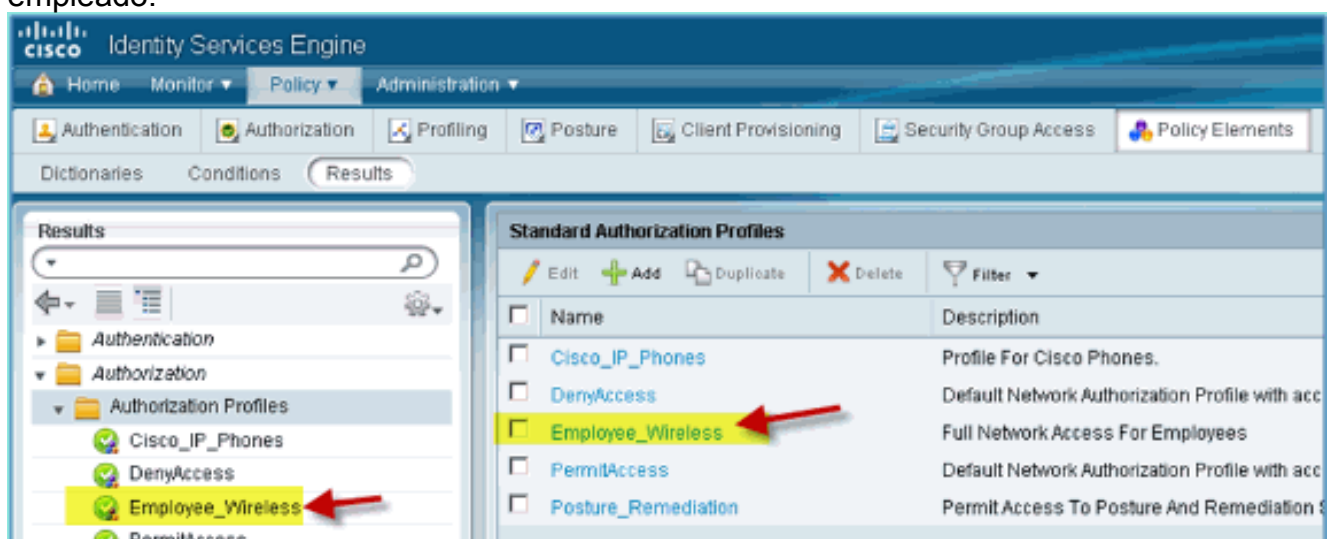 empleado.
cisco Identity Services Engine
Home Monitor Policy Administration
Authentication Authorization Profiling Posture Client Provisioning Security Group Access Policy Elements
Dictionaries Conditions Results
Results
Authentication
Authorization
Authorization Profiles
Cisco_IP_Phones
DenyAccess
Employee_Wireless
PermitAccess
Standard Authorization Profiles
Edit Add Duplicate Delete Filter
Name Description
Cisco_IP_Phones Profile For Cisco Phones.
DenyAccess Default Network Authorization Profile with acc
Employee_Wireless Full Network Access For Employees
PermitAccess Default Network Authorization Profile with acc
Posture_Remediation Permit Access To Posture And Remediation